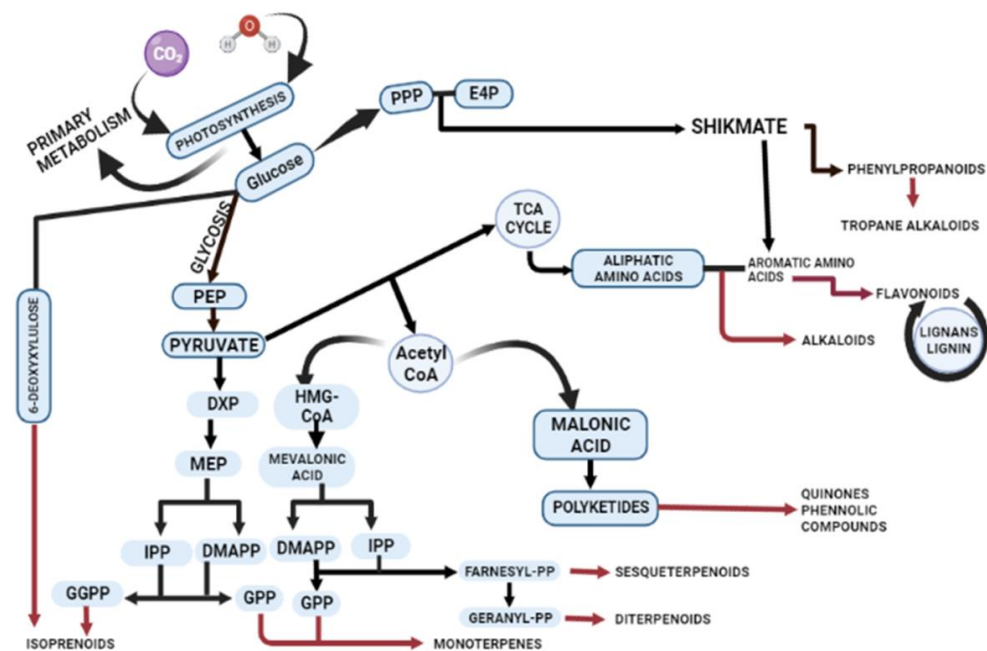 CO₂
O
H
H
PHOTOSYNTHESIS
PRIMARY
METABOLISM
Glucose
PPP
E4P
SHIKMATE
PHENYLPROPANOIDS
TROPANE ALKALOIDS
GLYCOSIS
TCA
CYCLE
ALIPHATIC
AMINO ACIDS
AROMATIC AMINO
ACIDS
FLAVONOIDS
LIGNANS
LIGNIN
ALKALOIDS
PEP
PYRUVATE
6-DEOXYXYLULOSE
Acetyl
CoA
DXP
HMG-
CoA
MALONIC
ACID
MEP
MEVALONIC
ACID
POLYKETIDES
QUINONES
PHENNOLIC
COMPOUNDS
IPP
DMAPP
DMAPP
IPP
FARNESYL-PP
SESQUETERPENOIDS
GGPP
GPP
GPP
GERANYL-PP
DITERPENOIDS
ISOPRENOIDS
MONOTERPENES